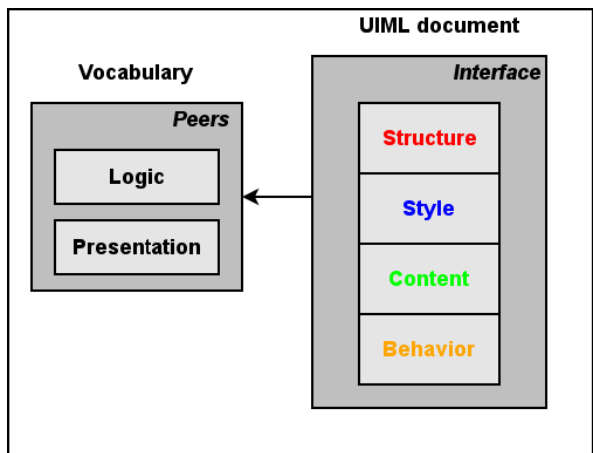 UIML document
Vocabulary
Interface
Peers
Structure
Logic
Style
Presentation
Content
Behavior